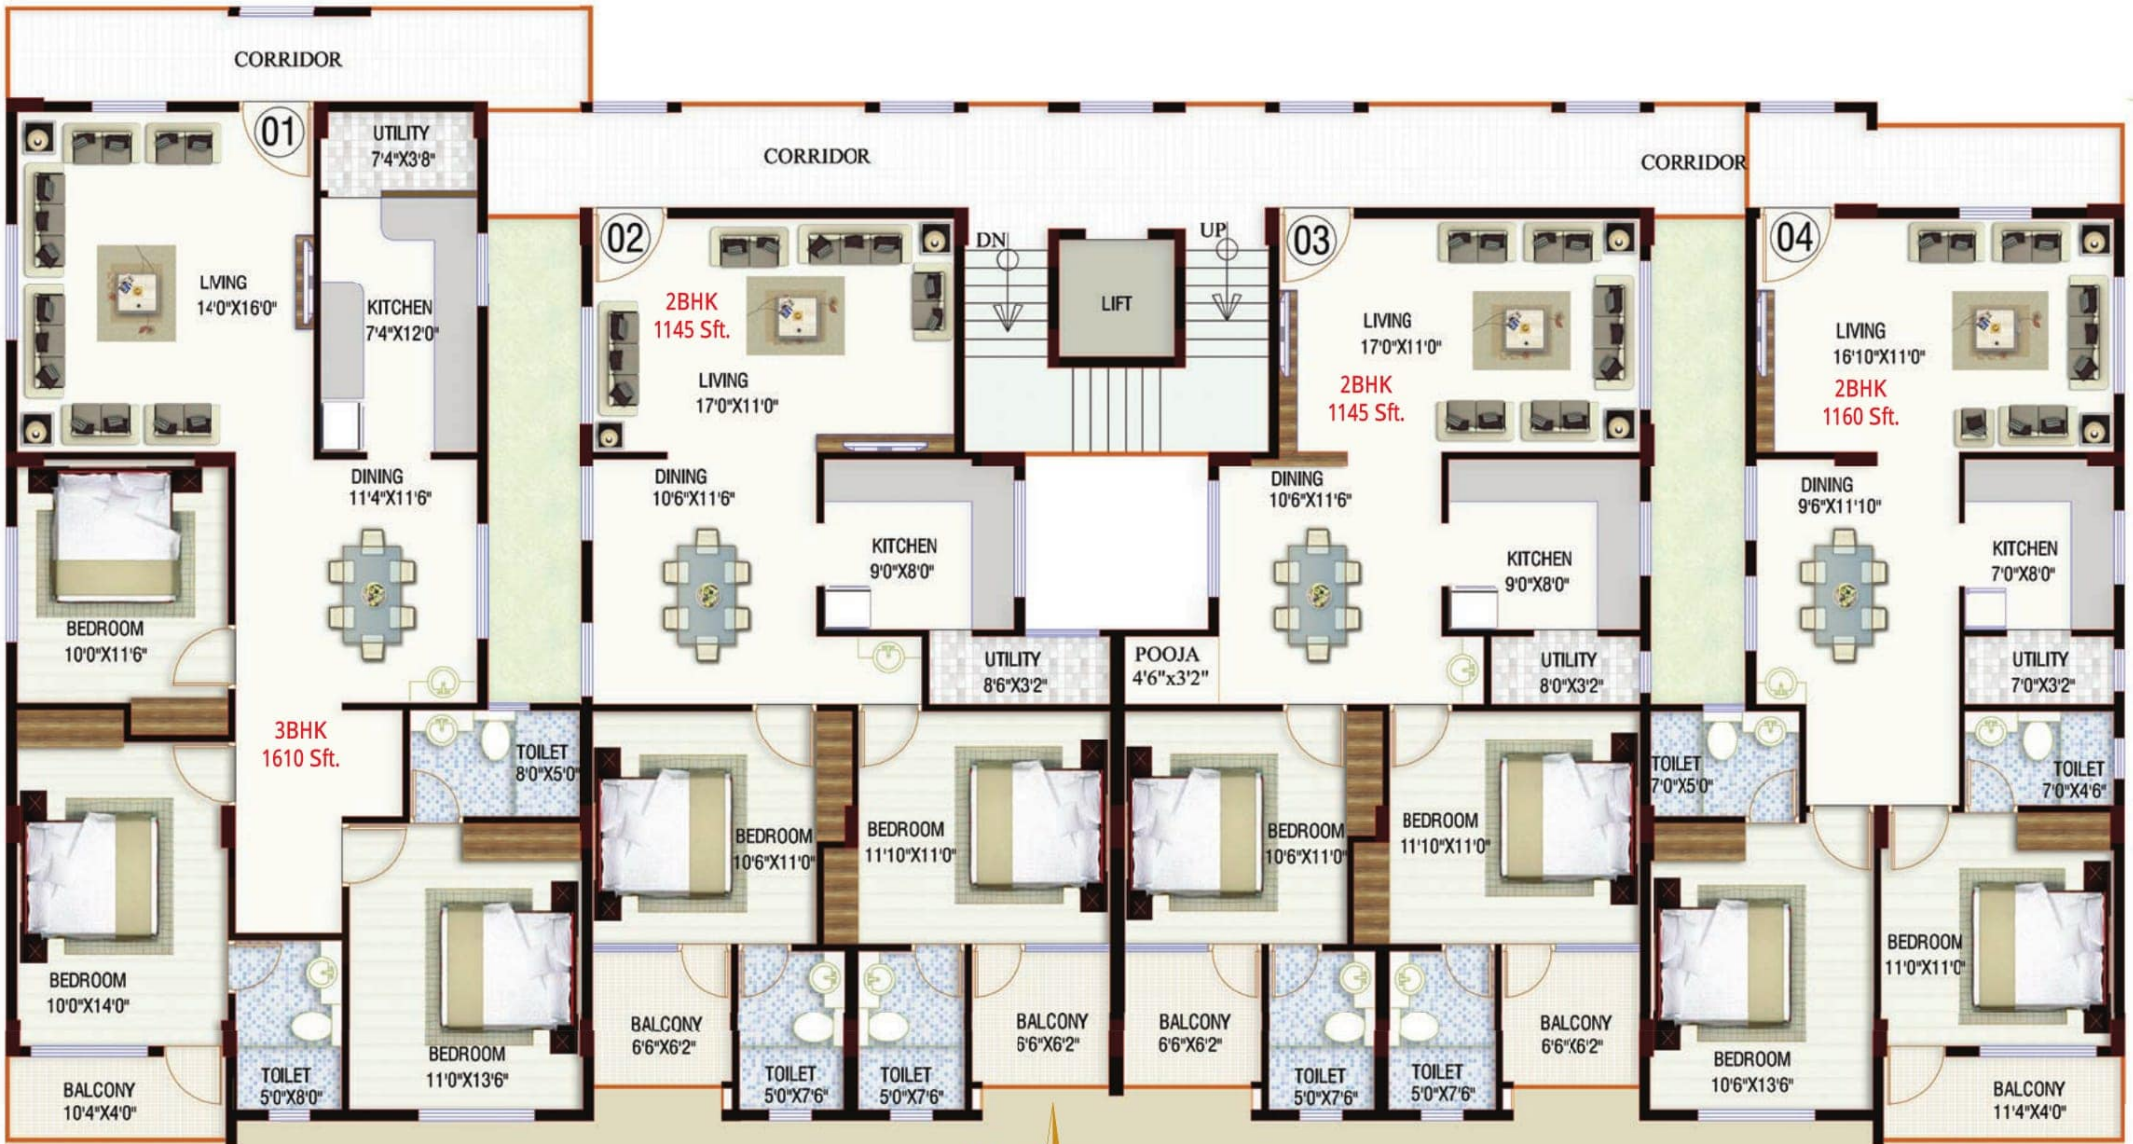 CORRIDOR
01
UTILITY
7'4"X3'8"
LIVING
14'0"X16'0"
KITCHEN
7'4"X12'0"
DINING
11'4"X11'6"
BEDROOM
10'0"X11'6"
3BHK
1610 Sft.
TOILET
8'0"X5'0"
BEDROOM
10'0"X14'0"
BEDROOM
11'0"X13'6"
TOILET
5'0"X8'0"
BALCONY
10'4"X4'0"
CORRIDOR
02
2BHK
1145 Sft.
LIVING
17'0"X11'0"
DINING
10'6"X11'6"
KITCHEN
9'0"X8'0"
UTILITY
8'6"X3'2"
BEDROOM
10'6"X11'0"
BEDROOM
11'10"X11'0"
BALCONY
6'6"X6'2"
TOILET
5'0"X7'6"
TOILET
5'0"X7'6"
BALCONY
6'6"X6'2"
DN
LIFT
UP
03
LIVING
17'0"X11'0"
2BHK
1145 Sft.
DINING
10'6"X11'6"
KITCHEN
9'0"X8'0"
POOJA
4'6"x3'2"
UTILITY
8'0"X3'2"
BEDROOM
10'6"X11'0"
BEDROOM
11'10"X11'0"
BALCONY
6'6"X6'2"
TOILET
5'0"X7'6"
TOILET
5'0"X7'6"
BALCONY
6'6"X6'2"
CORRIDOR
04
LIVING
16'10"X11'0"
2BHK
1160 Sft.
DINING
9'6"X11'10"
KITCHEN
7'0"X8'0"
UTILITY
7'0"X3'2"
TOILET
7'0"X5'0"
TOILET
7'0"X4'6"
BEDROOM
11'0"X11'0"
BEDROOM
10'6"X13'6"
BALCONY
11'4"X4'0"